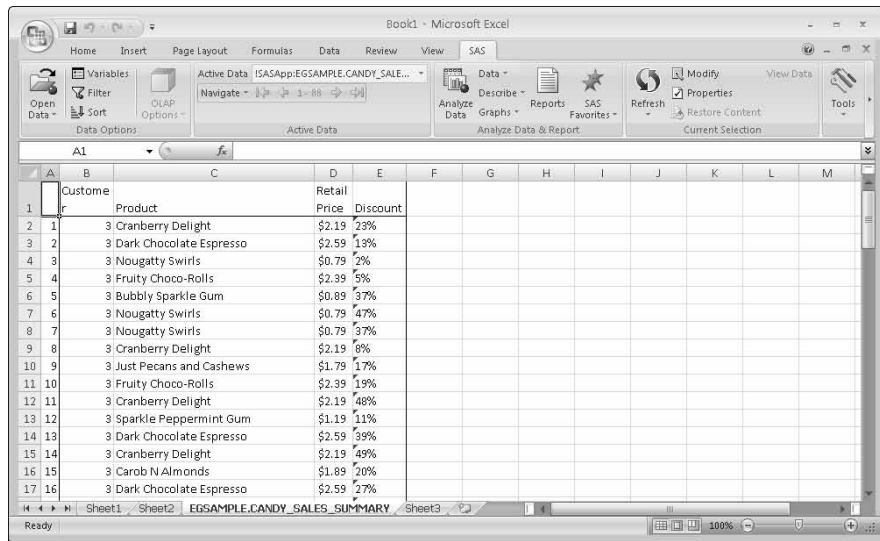 Book1 - Microsoft Excel
Home Insert Page Layout Formulas Data Review View SAS
Open Data
Variables
Filter
Sort
Data Options
OLAP Options
Active Data !SASApp:EGSAMPLE.CANDY_SALE...
Navigate 1-88
Active Data
Analyze Data
Data
Describe
Graphs
Reports
SAS Favorites
Analyze Data & Report
Refresh
Modify
Properties
Restore Content
View Data
Current Selection
Tools
A1 fx
A B C D E F G H I J K L M
1 Customer Product Retail Price Discount
2 1 3 Cranberry Delight $2.19 23%
3 2 3 Dark Chocolate Espresso $2.59 13%
4 3 3 Nougatty Swirls $0.79 2%
5 4 3 Fruity Choco-Rolls $2.39 5%
6 5 3 Bubbly Sparkle Gum $0.89 37%
7 6 3 Nougatty Swirls $0.79 47%
8 7 3 Nougatty Swirls $0.79 37%
9 8 3 Cranberry Delight $2.19 8%
10 9 3 Just Pecans and Cashews $1.79 17%
11 10 3 Fruity Choco-Rolls $2.39 19%
12 11 3 Cranberry Delight $2.19 48%
13 12 3 Sparkle Peppermint Gum $1.19 11%
14 13 3 Dark Chocolate Espresso $2.59 39%
15 14 3 Cranberry Delight $2.19 49%
16 15 3 Carob N Almonds $1.89 20%
17 16 3 Dark Chocolate Espresso $2.59 27%
Sheet1 Sheet2 EGSAMPLE.CANDY_SALES_SUMMARY Sheet3
Ready 100%